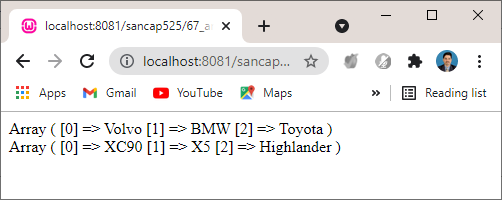 localhost:8081/sancap525/67_a
localhost:8081/sancap...
Apps
Gmail
YouTube
Maps
Reading list
Array ( [0] => Volvo [1] => BMW [2] => Toyota )
Array ( [0] => XC90 [1] => X5 [2] => Highlander )